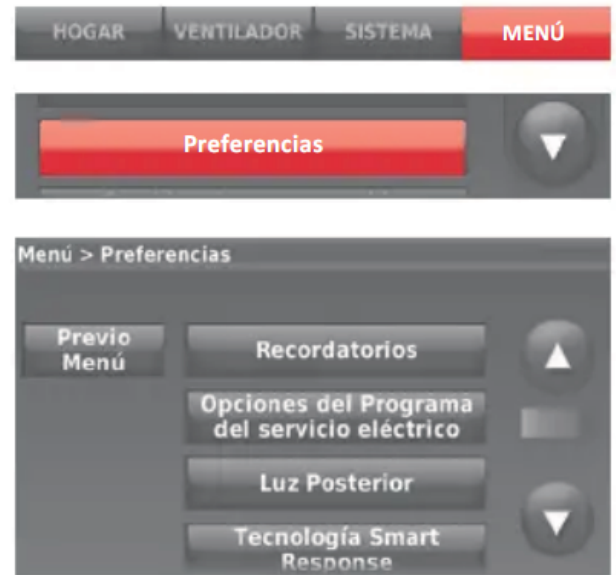 HOGAR VENTILADOR SISTEMA MENÚ
Preferencias
Menú > Preferencias
Previo
Menú
Recordatorios
Opciones del Programa
del servicio eléctrico
Luz Posterior
Tecnología Smart
Response